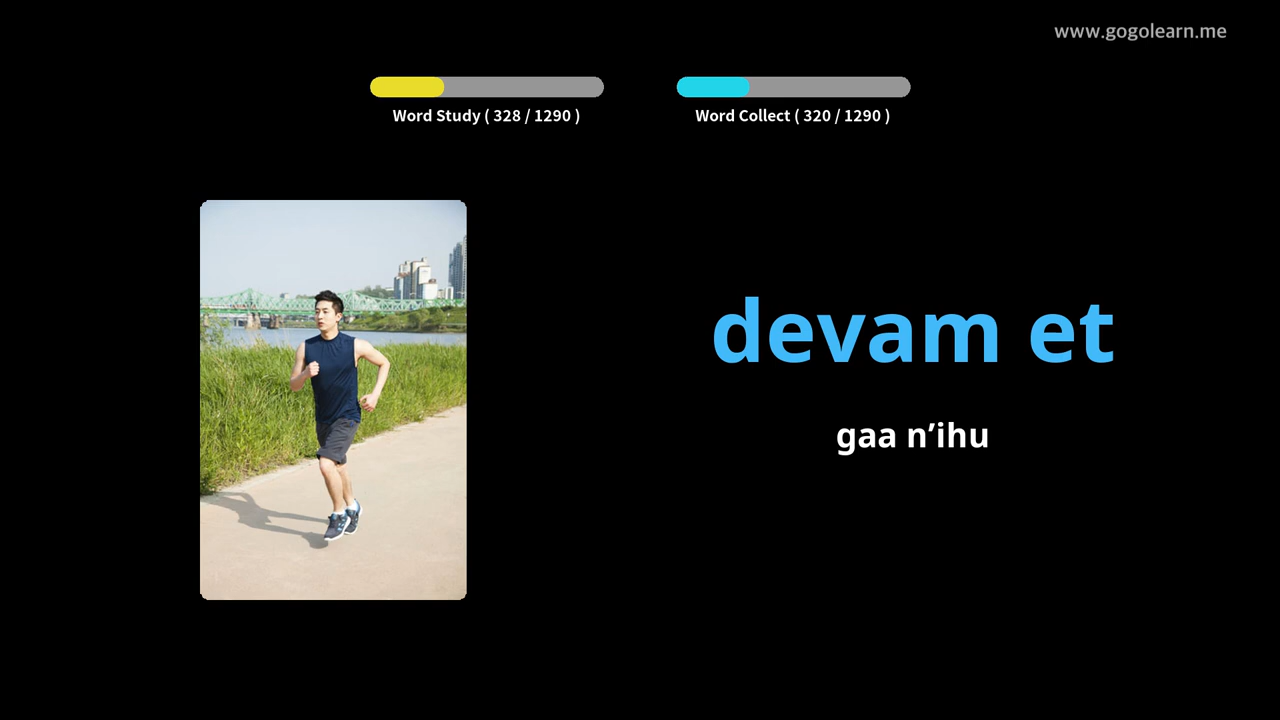 www.gogolearn.me
Word Study ( 328 / 1290 )
Word Collect ( 320 / 1290 )
devam et
gaa n’ihu